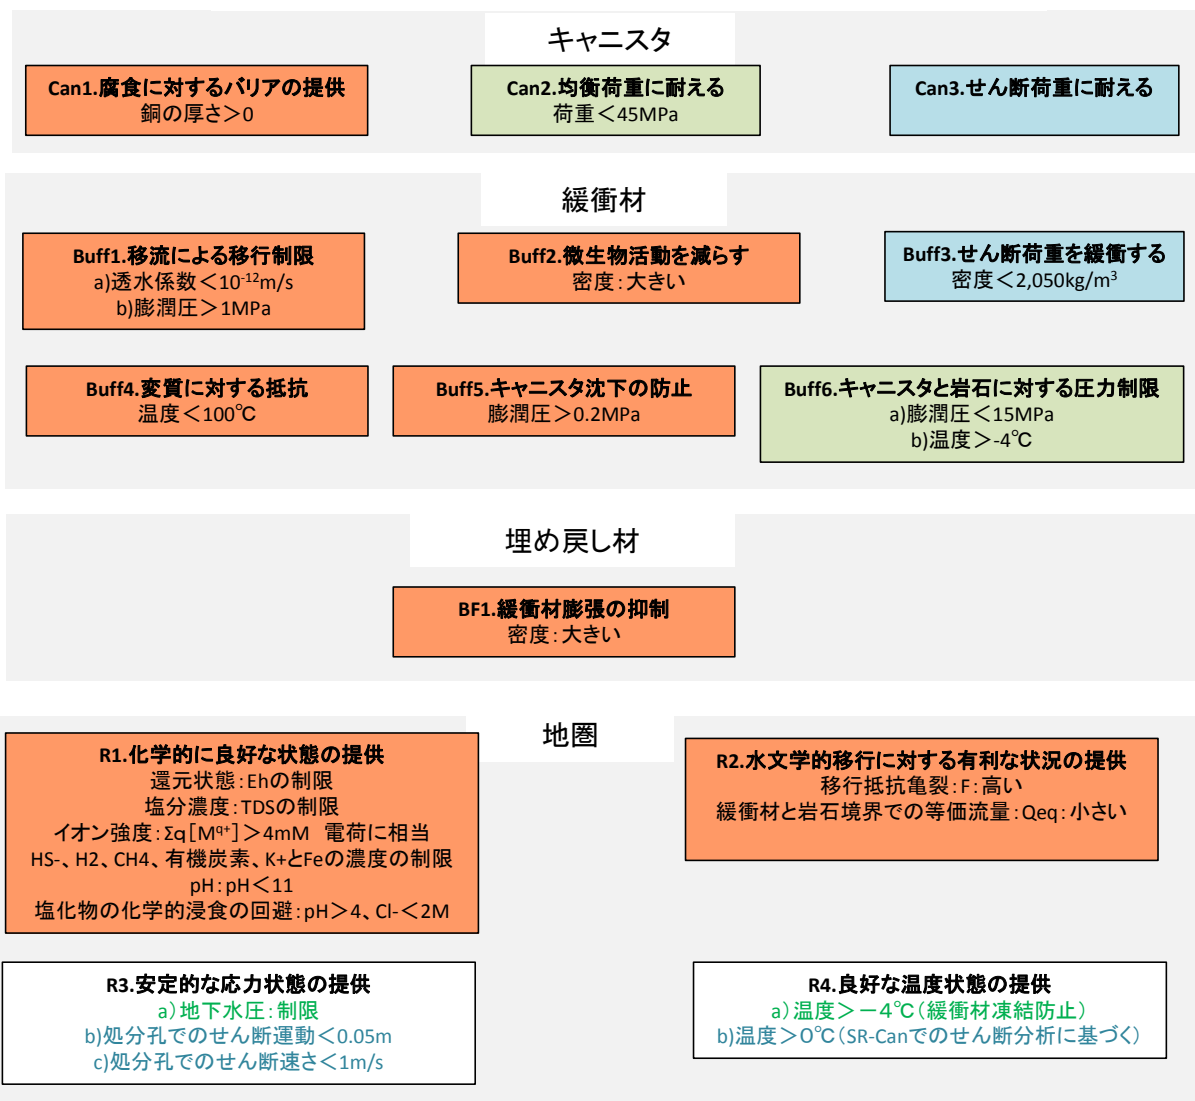 キャニスタ
Can1.腐食に対するバリアの提供
銅の厚さ＞0
Can2.均衡荷重に耐える
荷重＜45MPa
Can3.せん断荷重に耐える
緩衝材
Buff1.移流による移行制限
a)透水係数＜10⁻¹²m/s
b)膨潤圧＞1MPa
Buff2.微生物活動を減らす
密度：大きい
Buff3.せん断荷重を緩衝する
密度＜2,050kg/m³
Buff4.変質に対する抵抗
温度＜100℃
Buff5.キャニスタ沈下の防止
膨潤圧＞0.2MPa
Buff6.キャニスタと岩石に対する圧力制限
a)膨潤圧＜15MPa
b)温度＞-4℃
埋め戻し材
BF1.緩衝材膨張の抑制
密度：大きい
地圏
R1.化学的に良好な状態の提供
還元状態：Ehの制限
塩分濃度：TDSの制限
イオン強度：Σq［M^q+］＞4mM　電荷に相当
HS-、H2、CH4、有機炭素、K+とFeの濃度の制限
pH：pH＜11
塩化物の化学的浸食の回避：pH＞4、Cl-＜2M
R2.水文学的移行に対する有利な状況の提供
移行抵抗亀裂：F：高い
緩衝材と岩石境界での等価流量：Qeq：小さい
R3.安定的な応力状態の提供
a）地下水圧：制限
b)処分孔でのせん断運動＜0.05m
c)処分孔でのせん断速さ＜1m/s
R4.良好な温度状態の提供
a）温度＞－4℃（緩衝材凍結防止）
b)温度＞0℃（SR-Canでのせん断分析に基づく）